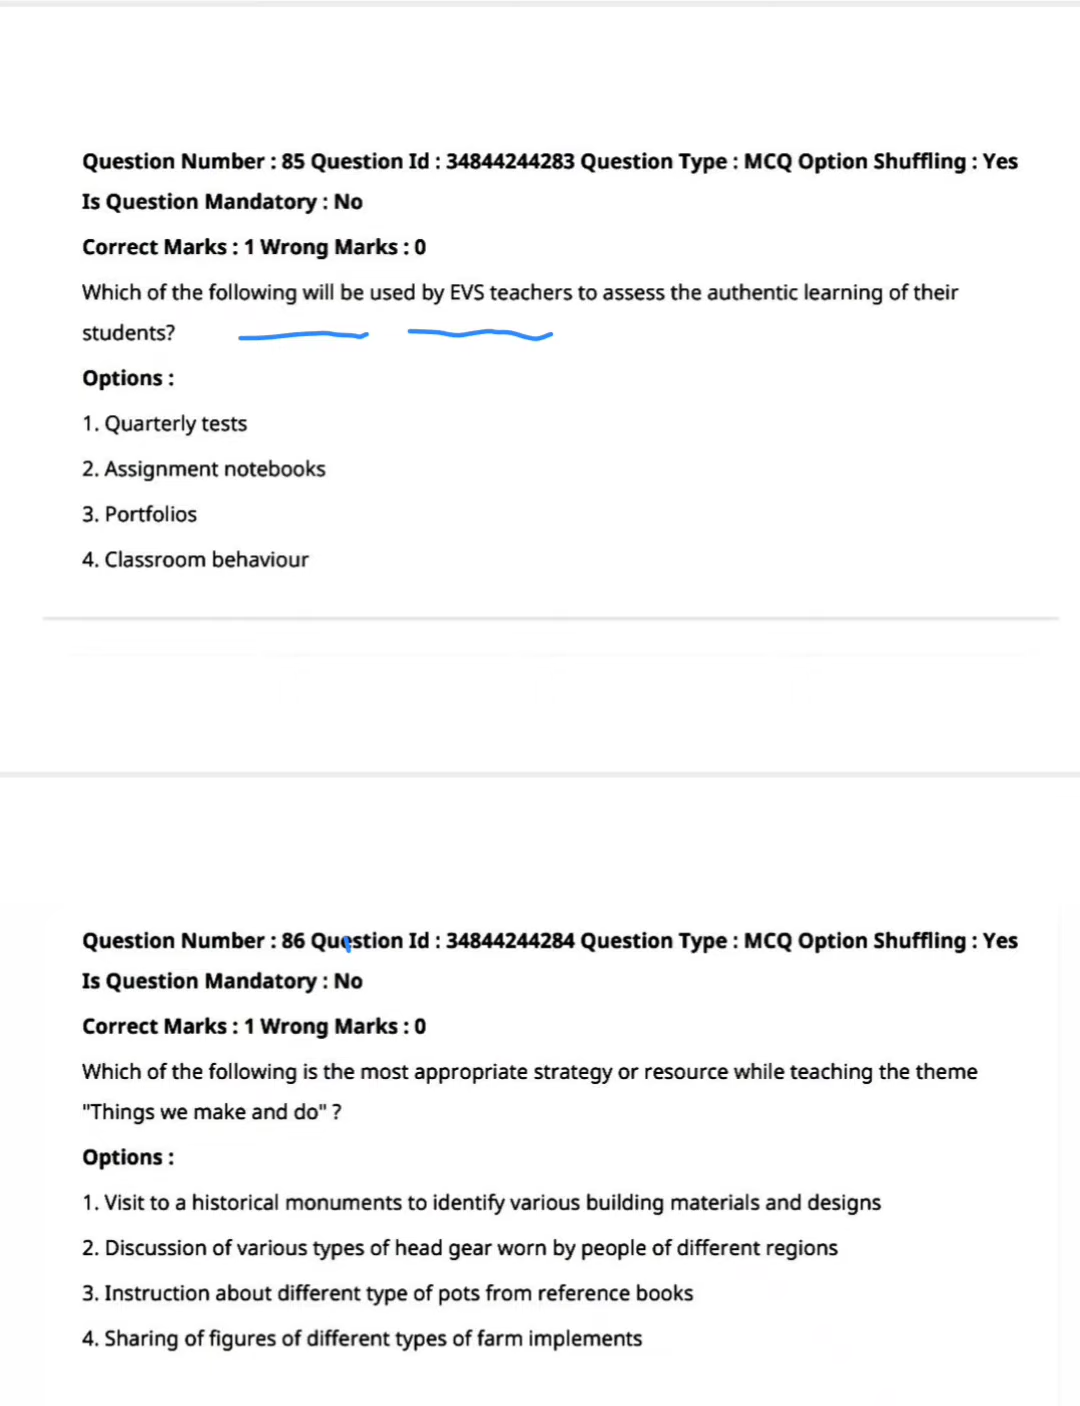 Question Number : 85 Question Id : 34844244283 Question Type : MCQ Option Shuffling : Yes
Is Question Mandatory : No
Correct Marks : 1 Wrong Marks : 0
Which of the following will be used by EVS teachers to assess the authentic learning of their
students?
Options :
1. Quarterly tests
2. Assignment notebooks
3. Portfolios
4. Classroom behaviour
Question Number : 86 Question Id : 34844244284 Question Type : MCQ Option Shuffling : Yes
Is Question Mandatory : No
Correct Marks : 1 Wrong Marks : 0
Which of the following is the most appropriate strategy or resource while teaching the theme
"Things we make and do" ?
Options :
1. Visit to a historical monuments to identify various building materials and designs
2. Discussion of various types of head gear worn by people of different regions
3. Instruction about different type of pots from reference books
4. Sharing of figures of different types of farm implements